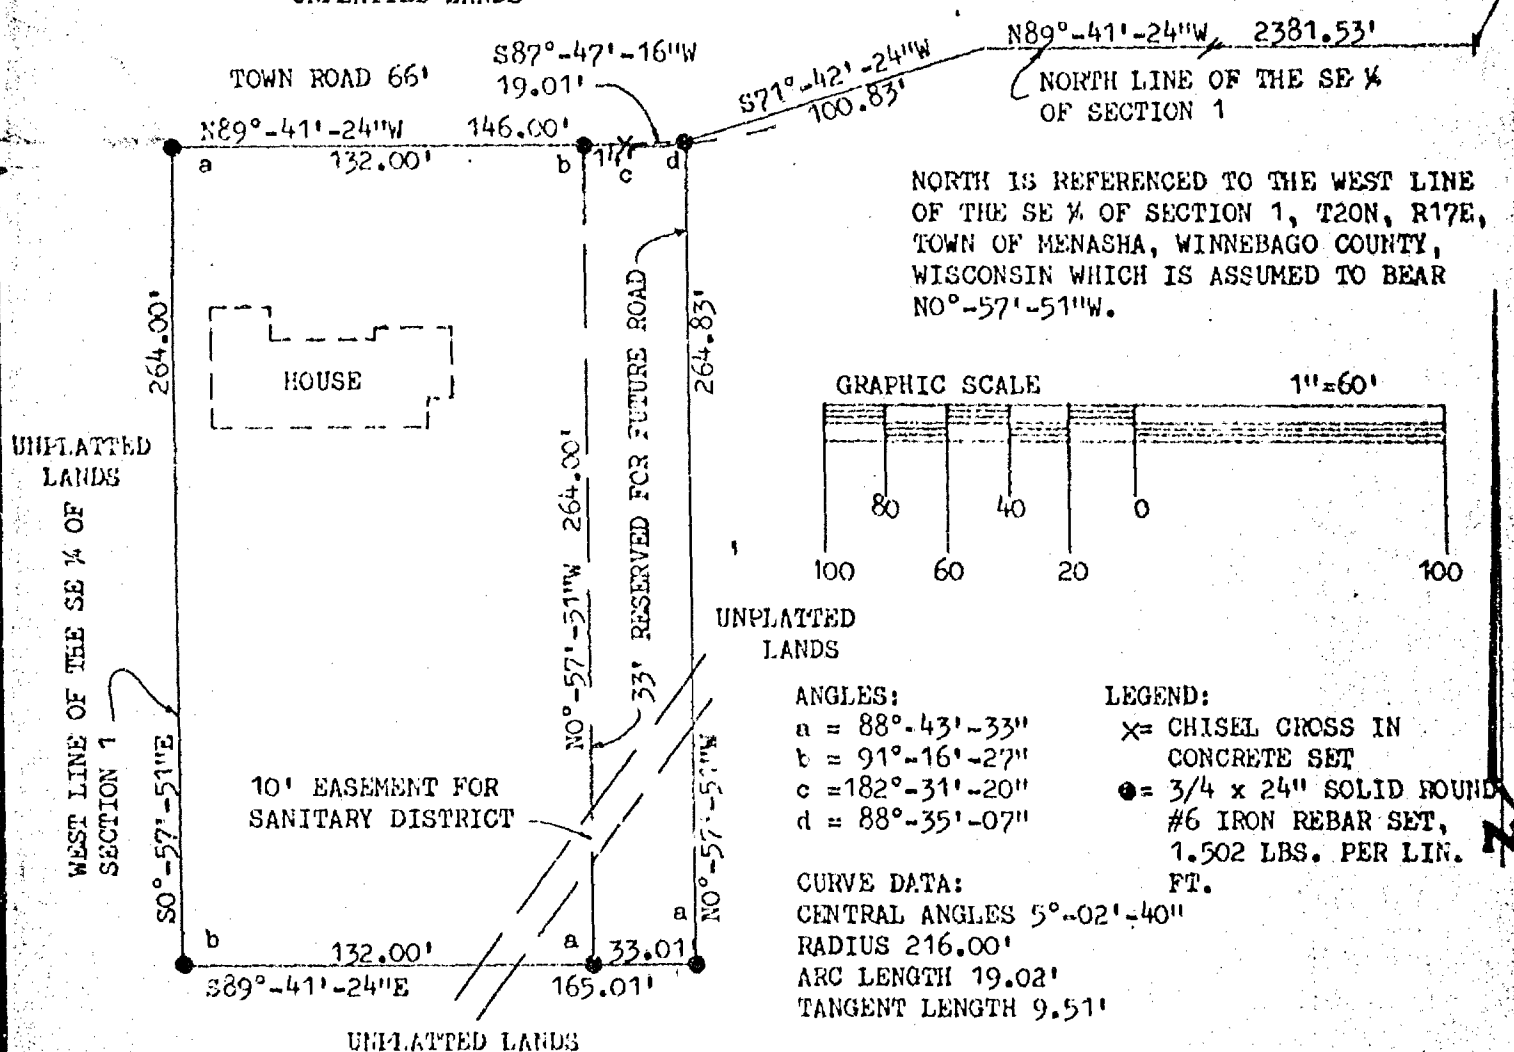 UNPLATTED LANDS
N89°-41'-24"W 2381.53'
NORTH LINE OF THE SE ¼
OF SECTION 1
S87°-47'-16"W
19.01'
TOWN ROAD 66'
S71°-42'-24"W
100.83'
N89°-41'-24"W 146.00'
132.00'
14'
a
b
c
d
NORTH IS REFERENCED TO THE WEST LINE
OF THE SE ¼ OF SECTION 1, T20N, R17E,
TOWN OF MENASHA, WINNEBAGO COUNTY,
WISCONSIN WHICH IS ASSUMED TO BEAR
N0°-57'-51"W.
264.00'
HOUSE
264.83'
33' RESERVED FOR FUTURE ROAD
N0°-57'-51"W 264.00'
GRAPHIC SCALE 1"=60'
80 40 0
100 60 20 100
UNPLATTED
LANDS
WEST LINE OF THE SE ¼ OF
SECTION 1
S0°-57'-51"E
UNPLATTED
LANDS
10' EASEMENT FOR
SANITARY DISTRICT
N0°-57'-51"W
ANGLES:
a = 88°-43'-33"
b = 91°-16'-27"
c =182°-31'-20"
d = 88°-35'-07"
LEGEND:
X= CHISEL CROSS IN
CONCRETE SET
●= 3/4 x 24" SOLID ROUND
#6 IRON REBAR SET,
1.502 LBS. PER LIN.
FT.
CURVE DATA:
CENTRAL ANGLES 5°-02'-40"
RADIUS 216.00'
ARC LENGTH 19.02'
TANGENT LENGTH 9.51'
b
132.00'
a
33.01'
a
S89°-41'-24"E
165.01'
UNPLATTED LANDS